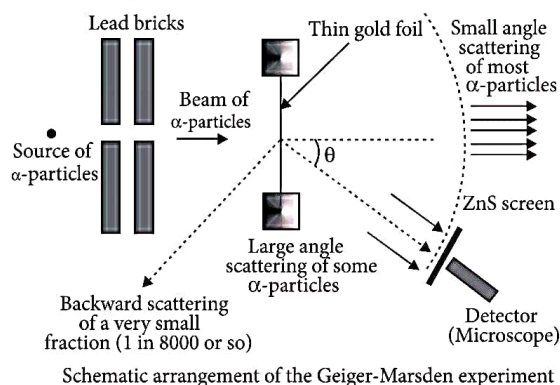 Lead bricks
Thin gold foil
Small angle
scattering
of most
α-particles
Beam of
α-particles
Source of
α-particles
θ
ZnS screen
Large angle
scattering of some
α-particles
Backward scattering
of a very small
fraction (1 in 8000 or so)
Detector
(Microscope)
Schematic arrangement of the Geiger-Marsden experiment